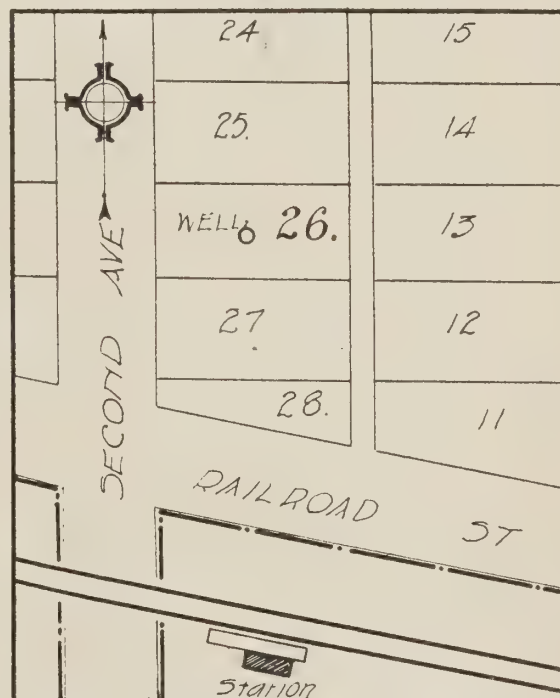 24
15
25.
14
WELL 26.
13
SECOND AVE
27
12
28.
11
RAILROAD ST
Station